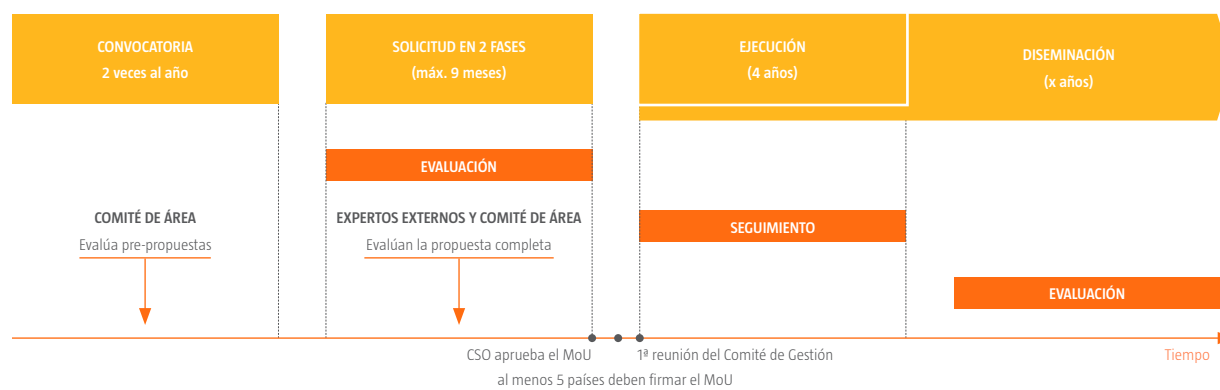 CONVOCATORIA
2 veces al año
SOLICITUD EN 2 FASES
(máx. 9 meses)
EJECUCIÓN
(4 años)
DISEMINACIÓN
(x años)
EVALUACIÓN
COMITÉ DE ÁREA
Evalúa pre-propuestas
EXPERTOS EXTERNOS Y COMITÉ DE ÁREA
Evalúan la propuesta completa
SEGUIMIENTO
EVALUACIÓN
CSO aprueba el MoU
1ª reunión del Comité de Gestión
Tiempo
al menos 5 países deben firmar el MoU